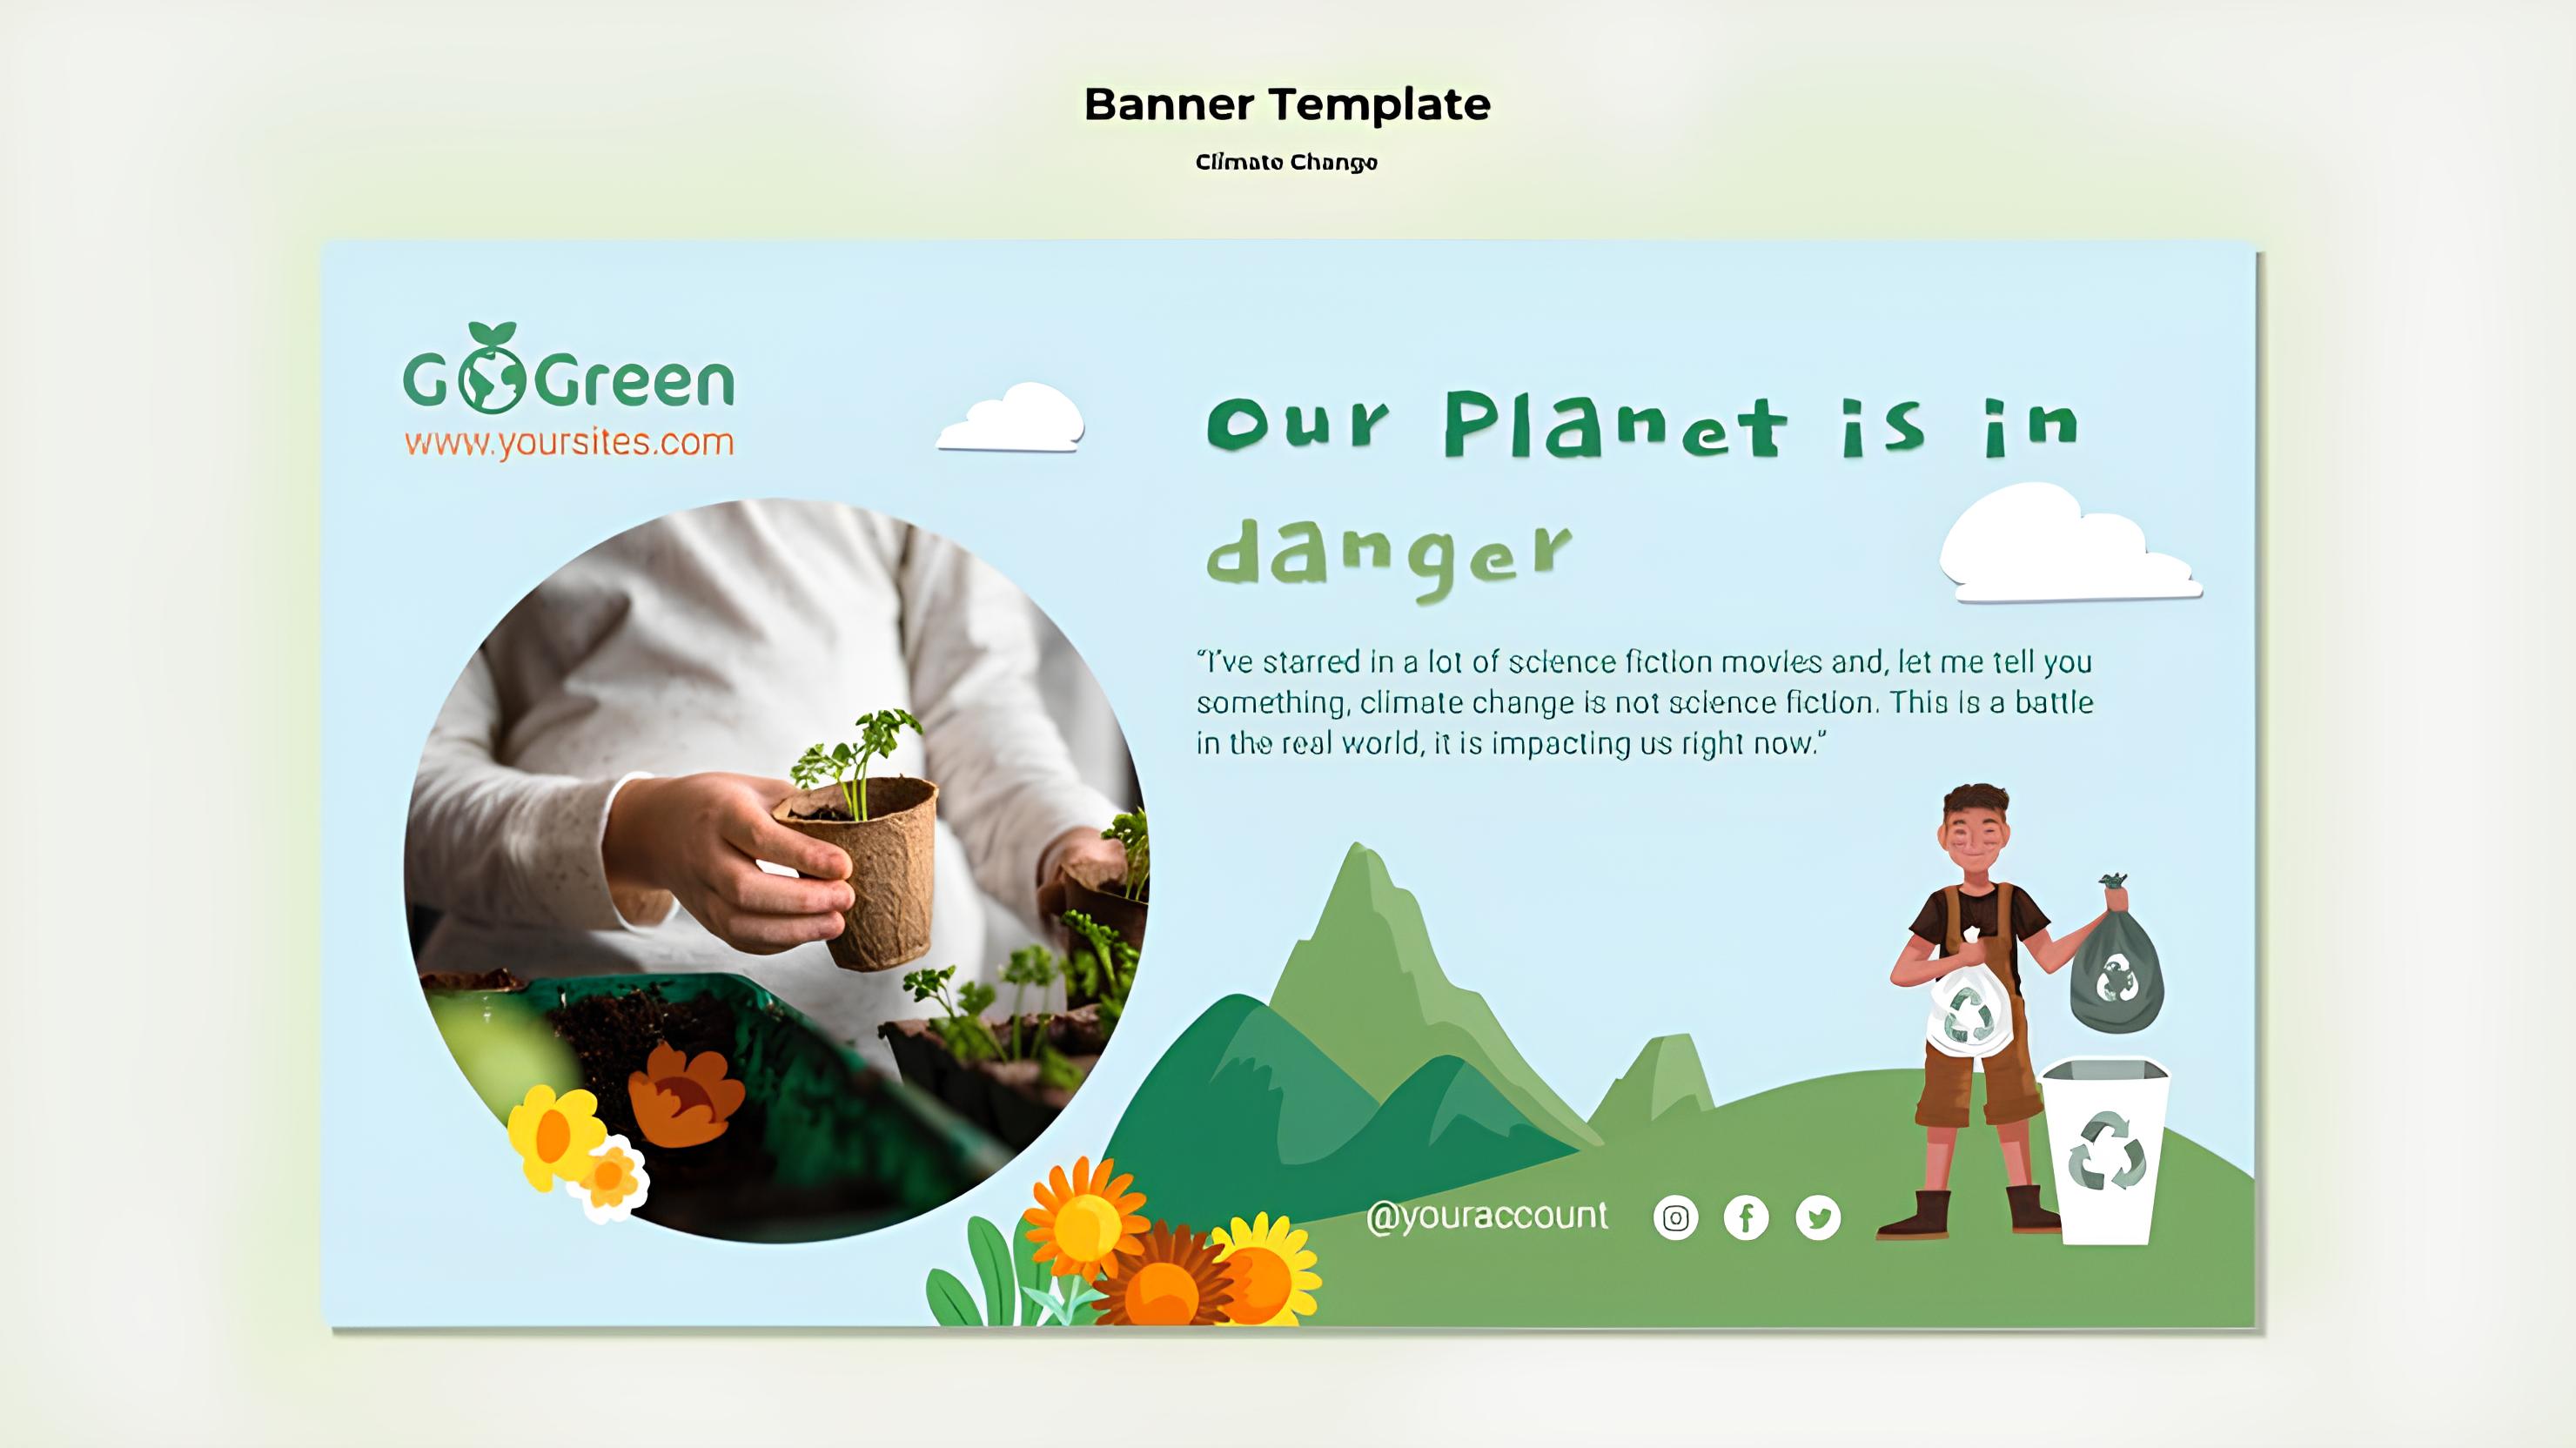 Banner Template
Climate Change
GoGreen
www.yoursites.com
Our Planet is in
danger
"I've starred in a lot of science fiction movies and, let me tell you
something, climate change is not science fiction. This is a battle
in the real world, it is impacting us right now."
@youraccount